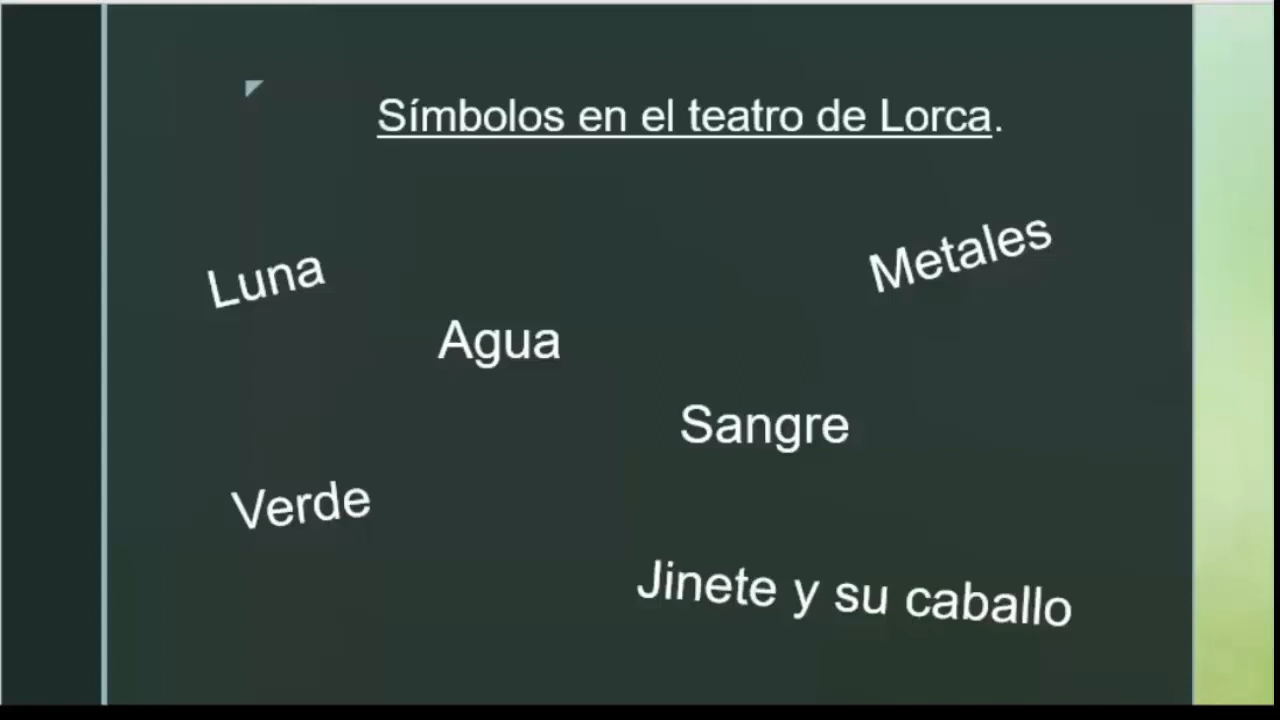 Símbolos en el teatro de Lorca.
Luna
Metales
Agua
Sangre
Verde
Jinete y su caballo